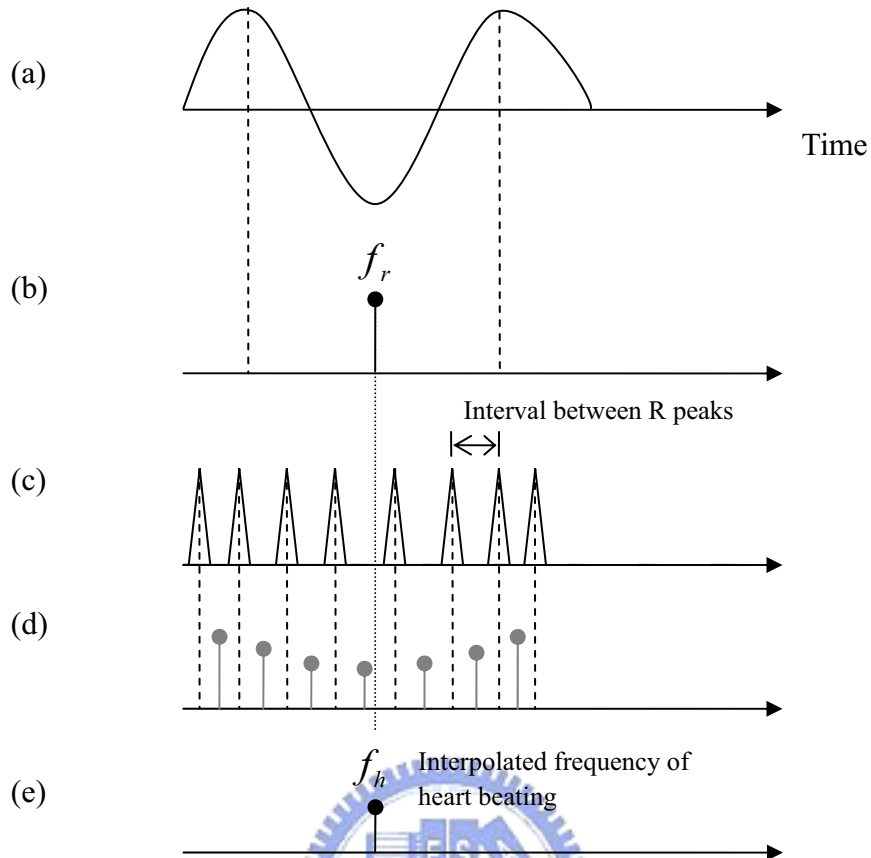 (a)
Time
f_r
(b)
Interval between R peaks
(c)
(d)
f_h Interpolated frequency of
heart beating
(e)